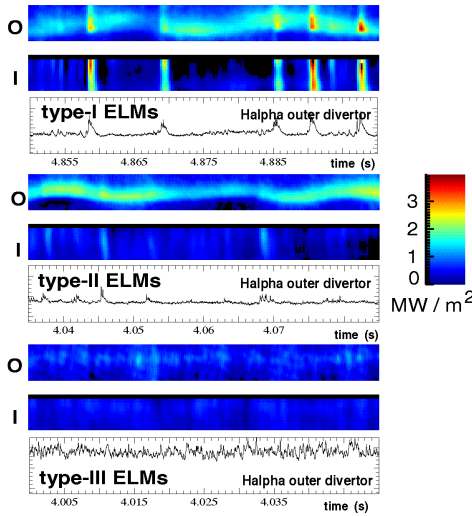 O
I
type-I ELMs Halpha outer divertor
4.855 4.865 4.875 4.885
time (s)
O
I
type-II ELMs Halpha outer divertor
4.04 4.05 4.06 4.07
time (s)
3
2
1
0
MW / m2
O
I
type-III ELMs Halpha outer divertor
4.005 4.015 4.025 4.035
time (s)